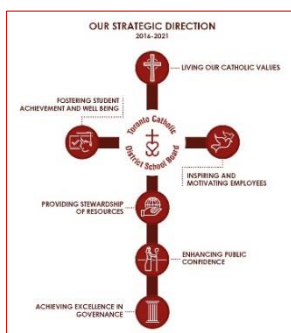 OUR STRATEGIC DIRECTION
2016-2021
LIVING OUR CATHOLIC VALUES
FOSTERING STUDENT
ACHIEVEMENT AND WELL BEING
Toronto Catholic
District School Board
INSPIRING AND
MOTIVATING EMPLOYEES
PROVIDING STEWARDSHIP
OF RESOURCES
ENHANCING PUBLIC
CONFIDENCE
ACHIEVING EXCELLENCE IN
GOVERNANCE